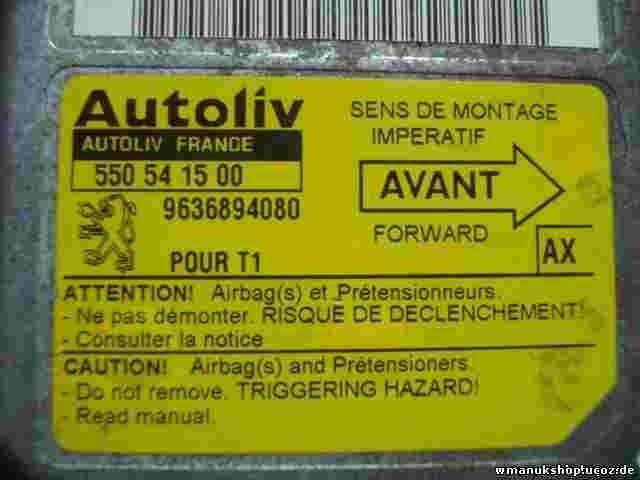 Autoliv
AUTOLIV FRANCE
550 54 15 00
9636894080
POUR T1
SENS DE MONTAGE
IMPERATIF
AVANT
FORWARD
AX
ATTENTION! Airbag(s) et Prétensionneurs.
- Ne pas démonter. RISQUE DE DECLENCHEMENT!
- Consulter la notice
CAUTION! Airbag(s) and Prétensioners.
- Do not remove. TRIGGERING HAZARD!
- Read manual.
wmanukshop.ucoz.de